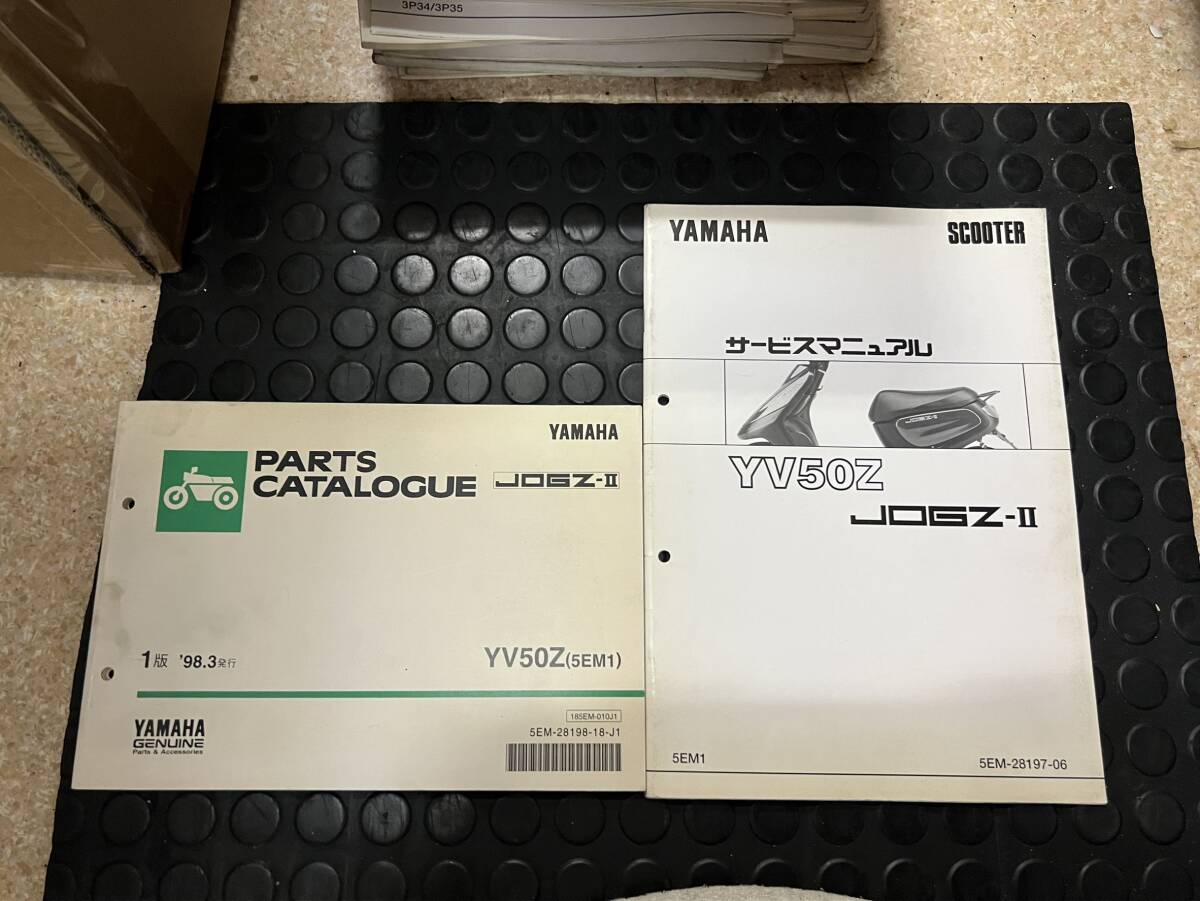 3P34/3P35
YAMAHA
PARTS
CATALOGUE
JOGZ-II
1版 '98.3発行
YV50Z(5EM1)
YAMAHA
GENUINE
Parts & Accessories
185EM-010J1
5EM-28198-18-J1
YAMAHA SCOOTER
サービスマニュアル
JOGZ-II
YV50Z
JOGZ-II
5EM1
5EM-28197-06